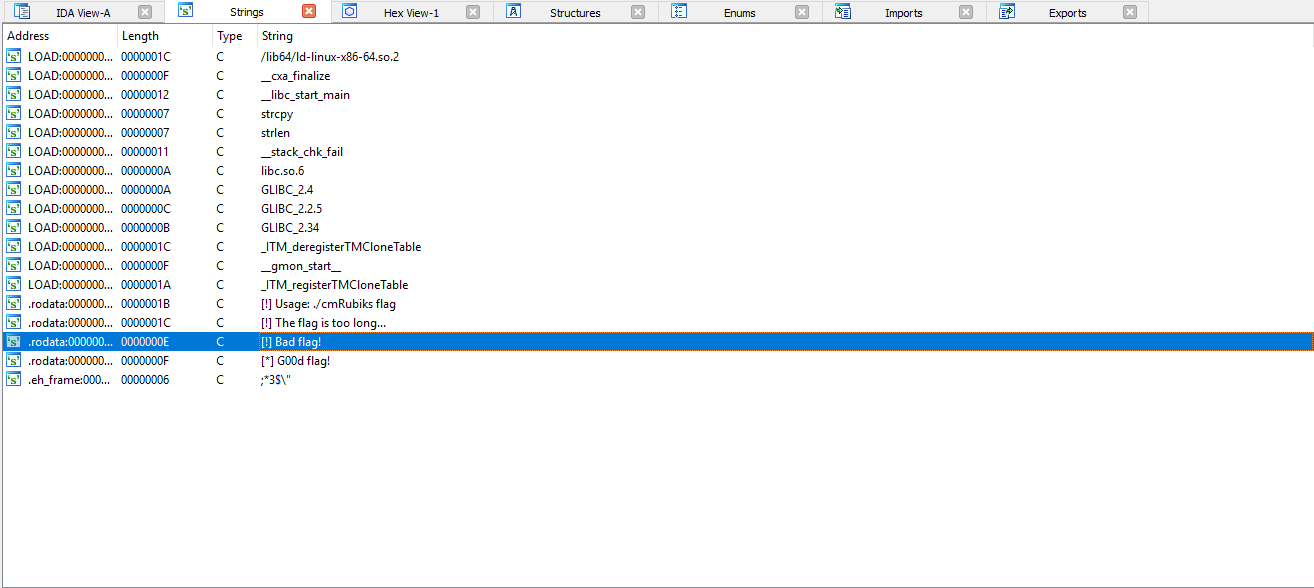 IDA View-A Strings Hex View-1 Structures Enums Imports Exports
Address Length Type String
LOAD:0000000... 0000001C C /lib64/ld-linux-x86-64.so.2
LOAD:0000000... 0000000F C __cxa_finalize
LOAD:0000000... 00000012 C __libc_start_main
LOAD:0000000... 00000007 C strcpy
LOAD:0000000... 00000007 C strlen
LOAD:0000000... 00000011 C __stack_chk_fail
LOAD:0000000... 0000000A C libc.so.6
LOAD:0000000... 0000000A C GLIBC_2.4
LOAD:0000000... 0000000C C GLIBC_2.2.5
LOAD:0000000... 0000000B C GLIBC_2.34
LOAD:0000000... 0000001C C _ITM_deregisterTMCloneTable
LOAD:0000000... 0000000F C __gmon_start__
LOAD:0000000... 0000001A C _ITM_registerTMCloneTable
.rodata:000000... 0000001B C [!] Usage: ./cmRubiks flag
.rodata:000000... 0000001C C [!] The flag is too long...
.rodata:000000... 0000000E C [!] Bad flag!
.rodata:000000... 0000000F C [*] G00d flag!
.eh_frame:000... 00000006 C ;*3$\"